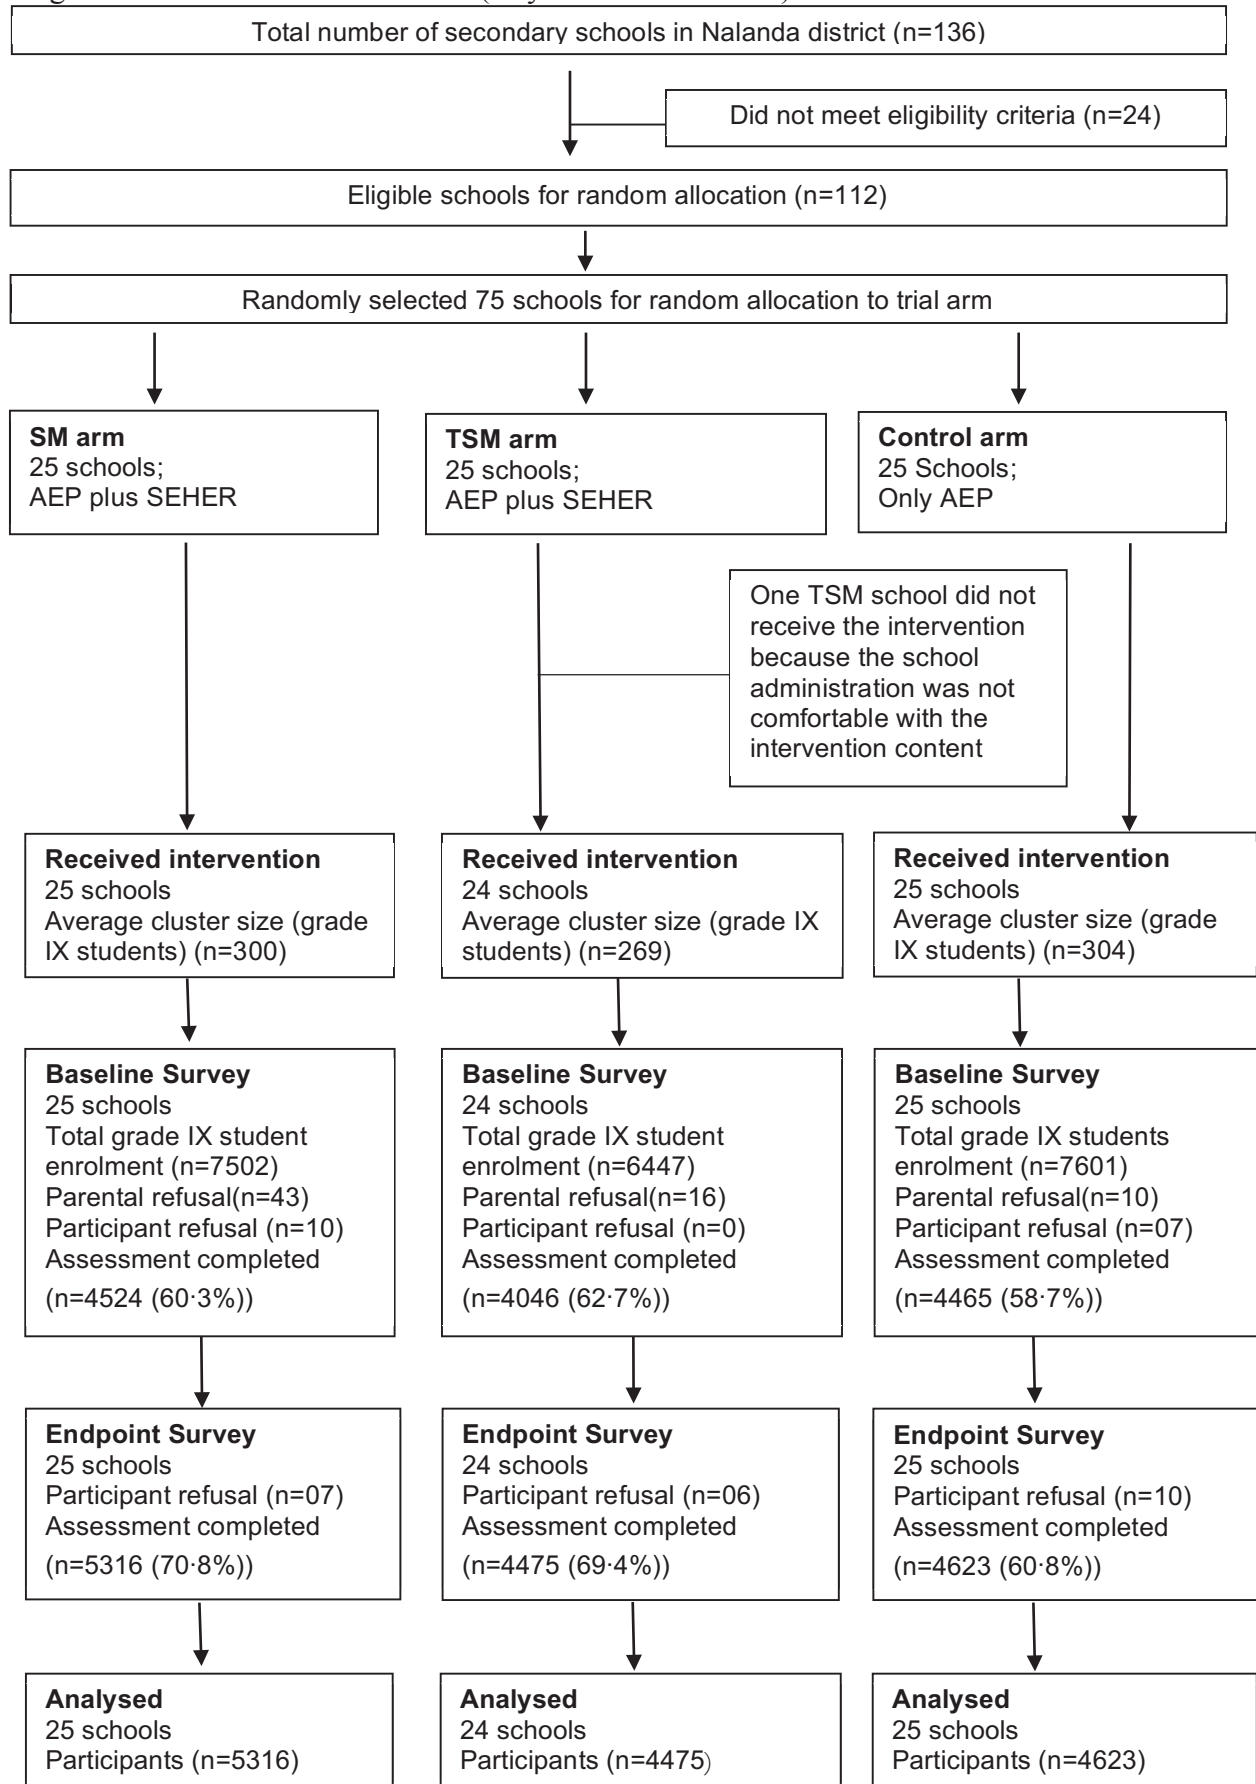 Total number of secondary schools in Nalanda district (n=136)
Did not meet eligibility criteria (n=24)
Eligible schools for random allocation (n=112)
Randomly selected 75 schools for random allocation to trial arm
SM arm
25 schools;
AEP plus SEHER
TSM arm
25 schools;
AEP plus SEHER
Control arm
25 Schools;
Only AEP
One TSM school did not
receive the intervention
because the school
administration was not
comfortable with the
intervention content
Received intervention
25 schools
Average cluster size (grade
IX students) (n=300)
Received intervention
24 schools
Average cluster size (grade IX
students) (n=269)
Received intervention
25 schools
Average cluster size (grade
IX students) (n=304)
Baseline Survey
25 schools
Total grade IX student
enrolment (n=7502)
Parental refusal(n=43)
Participant refusal (n=10)
Assessment completed
(n=4524 (60·3%))
Baseline Survey
24 schools
Total grade IX student
enrolment (n=6447)
Parental refusal(n=16)
Participant refusal (n=0)
Assessment completed
(n=4046 (62·7%))
Baseline Survey
25 schools
Total grade IX students
enrolment (n=7601)
Parental refusal(n=10)
Participant refusal (n=07)
Assessment completed
(n=4465 (58·7%))
Endpoint Survey
25 schools
Participant refusal (n=07)
Assessment completed
(n=5316 (70·8%))
Endpoint Survey
24 schools
Participant refusal (n=06)
Assessment completed
(n=4475 (69·4%))
Endpoint Survey
25 schools
Participant refusal (n=10)
Assessment completed
(n=4623 (60·8%))
Analysed
25 schools
Participants (n=5316)
Analysed
24 schools
Participants (n=4475)
Analysed
25 schools
Participants (n=4623)